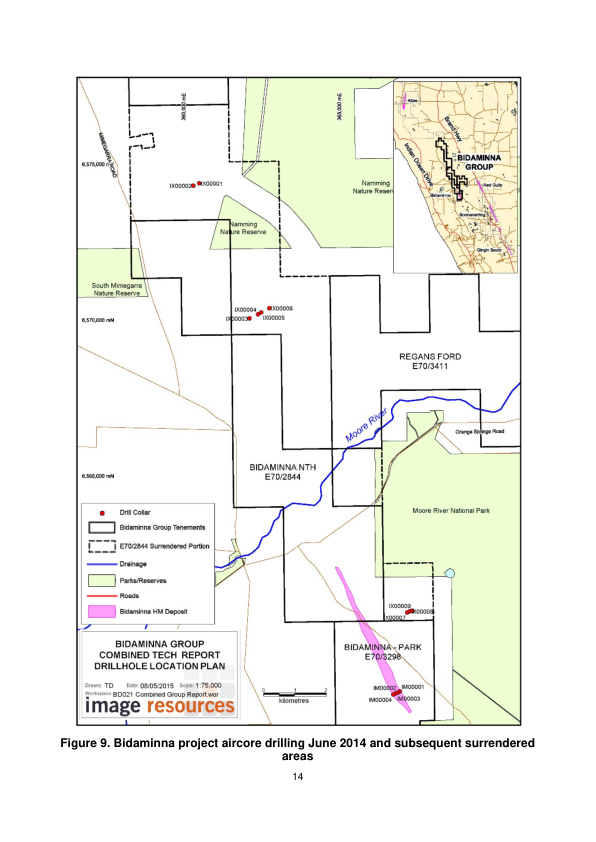 360,000 mE
365,000 mE
Atlas
Brand Hwy
Indian Ocean Drive
BIDAMINNA
GROUP
Red Gully
Bidaminna
Boonanarring
Gingin South
MIMEGARRA ROAD
6,575,000 mN
IX00002
IX00001
Namming
Nature Reser
Namming
Nature Reserve
South Mimegarra
Nature Reserve
IX00004
IX00006
IX00003
IX00005
6,570,000 mN
REGANS FORD
E70/3411
Moore River
Orange Springs Road
BIDAMINNA NTH
E70/2844
6,565,000 mN
Moore River National Park
Drill Collar
Bidaminna Group Tenements
E70/2844 Surrendered Portion
Drainage
Parks/Reserves
Roads
Bidaminna HM Deposit
IX00009
IX00008
IX00007
BIDAMINNA - PARK
E70/3298
IM00002
IM00001
IM00004
IM00003
BIDAMINNA GROUP
COMBINED TECH REPORT
DRILLHOLE LOCATION PLAN
Drawn: TD Date: 08/05/2015 Scale: 1:75,000
Workspace: BD021 Combined Group Report.wor
image resources
0 1 2
kilometres
Figure 9. Bidaminna project aircore drilling June 2014 and subsequent surrendered
areas
14